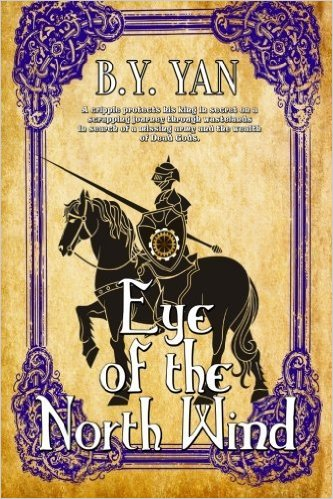 B.Y. YAN
A cripple protects his king in secret on a
scrapping journey through wastelands
in search of a missing army and the wealth
of Dead Gods.
Eye
of the
North Wind